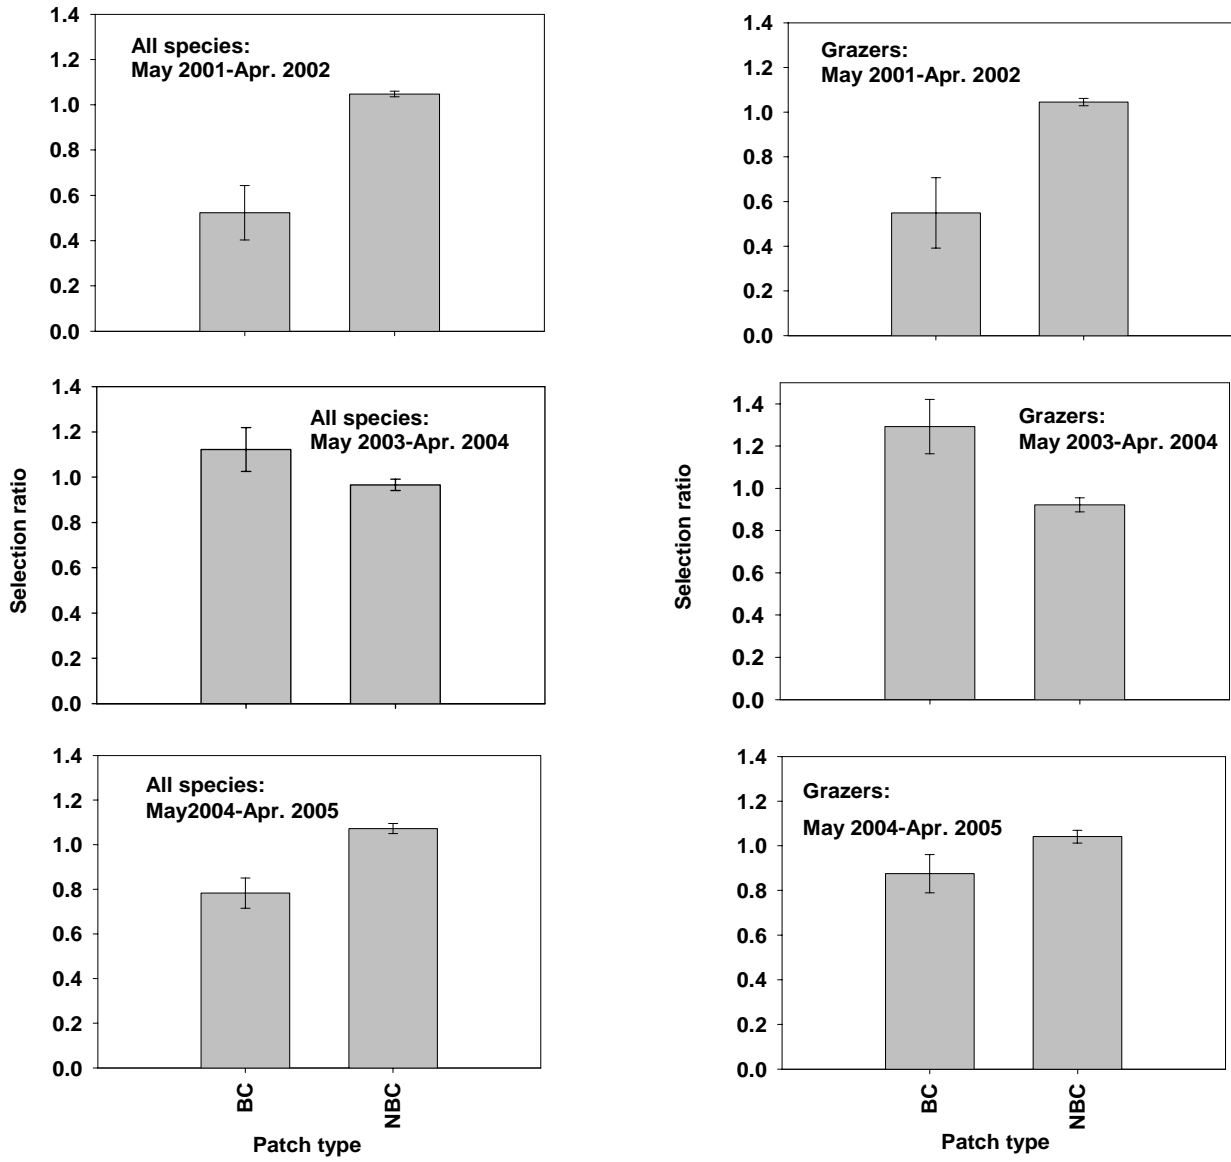 1.4
1.2
1.0
0.8
0.6
0.4
0.2
0.0
All species:
May 2001-Apr. 2002
1.4
1.2
1.0
0.8
0.6
0.4
0.2
0.0
Grazers:
May 2001-Apr. 2002
Selection ratio
1.4
1.2
1.0
0.8
0.6
0.4
0.2
0.0
All species:
May 2003-Apr. 2004
Selection ratio
1.4
1.2
1.0
0.8
0.6
0.4
0.2
0.0
Grazers:
May 2003-Apr. 2004
1.4
1.2
1.0
0.8
0.6
0.4
0.2
0.0
All species:
May2004-Apr. 2005
BC
NBC
Patch type
1.4
1.2
1.0
0.8
0.6
0.4
0.2
0.0
Grazers:
May 2004-Apr. 2005
BC
NBC
Patch type